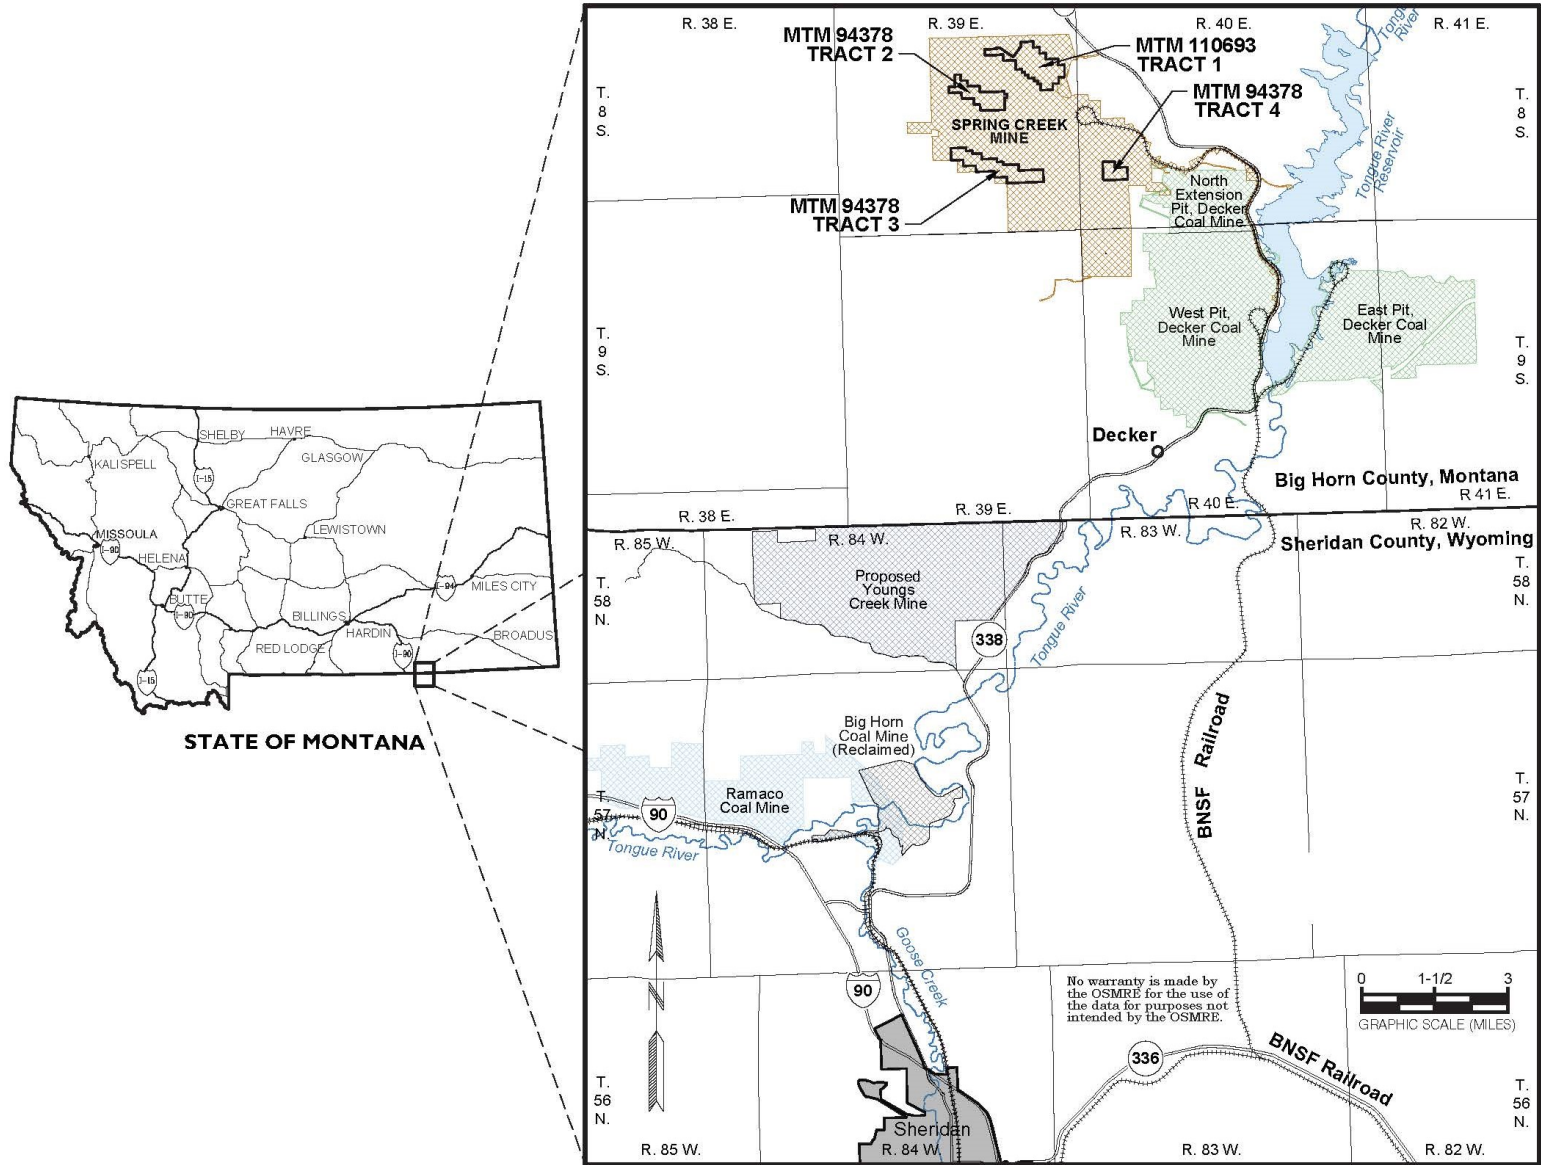 R. 38 E.
R. 39 E.
R. 40 E.
R. 41 E.
Tongue
River
MTM 94378
TRACT 2
MTM 110693
TRACT 1
MTM 94378
TRACT 4
T.
8
S.
T.
8
S.
SPRING CREEK
MINE
Tongue River
Reservoir
MTM 94378
TRACT 3
North
Extension
Pit, Decker
Coal Mine
West Pit,
Decker Coal
Mine
East Pit,
Decker Coal
Mine
T.
9
S.
T.
9
S.
Decker
Big Horn County, Montana
R. 38 E.
R. 39 E.
R 40 E.
R 41 E.
R. 85 W.
R. 84 W.
R. 83 W.
R. 82 W.
Sheridan County, Wyoming
T.
58
N.
T.
58
N.
Proposed
Youngs
Creek Mine
338
Tongue River
BNSF Railroad
Big Horn
Coal Mine
(Reclaimed)
Ramaco
Coal Mine
T.
57
N.
T.
57
N.
90
Tongue River
Goose Creek
90
N
No warranty is made by
the OSMRE for the use of
the data for purposes not
intended by the OSMRE.
0 1-1/2 3
GRAPHIC SCALE (MILES)
336
BNSF Railroad
T.
56
N.
T.
56
N.
Sheridan
R. 85 W.
R. 84 W.
R. 83 W.
R. 82 W.
SHELBY
HAVRE
KALISPELL
GLASGOW
I-15
GREAT FALLS
LEWISTOWN
MISSOULA
I-90
HELENA
I-94
MILES CITY
BUTTE
I-90
BILLINGS
HARDIN
BROADUS
RED LODGE
I-90
I-15
STATE OF MONTANA